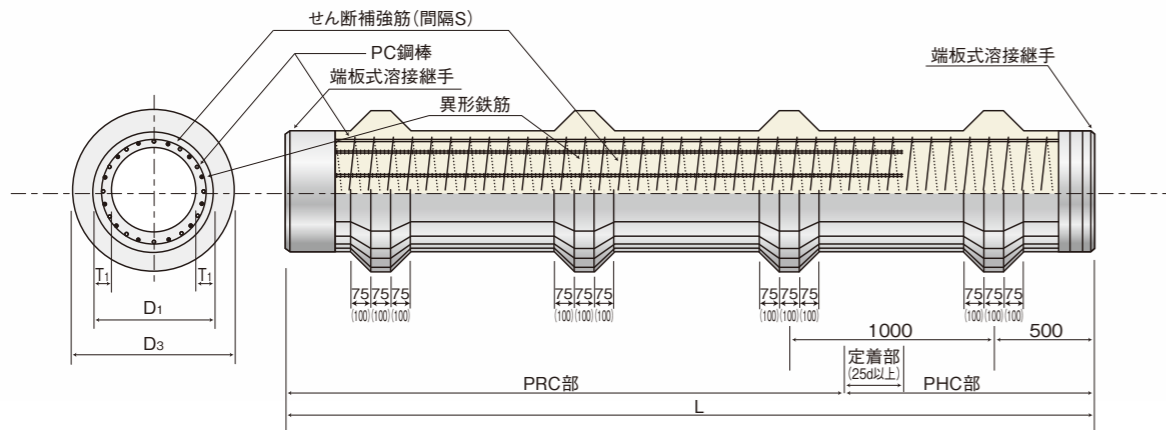 せん断補強筋(間隔S)
PC鋼棒
端板式溶接継手
端板式溶接継手
異形鉄筋
T1 T1
D1
D3
75 75 75 75 75 75 75 75 75 75 75 75
(100) (100) (100) (100) (100) (100) (100) (100) (100) (100) (100) (100)
1000 500
定着部
(25d以上)
PRC部 PHC部
L